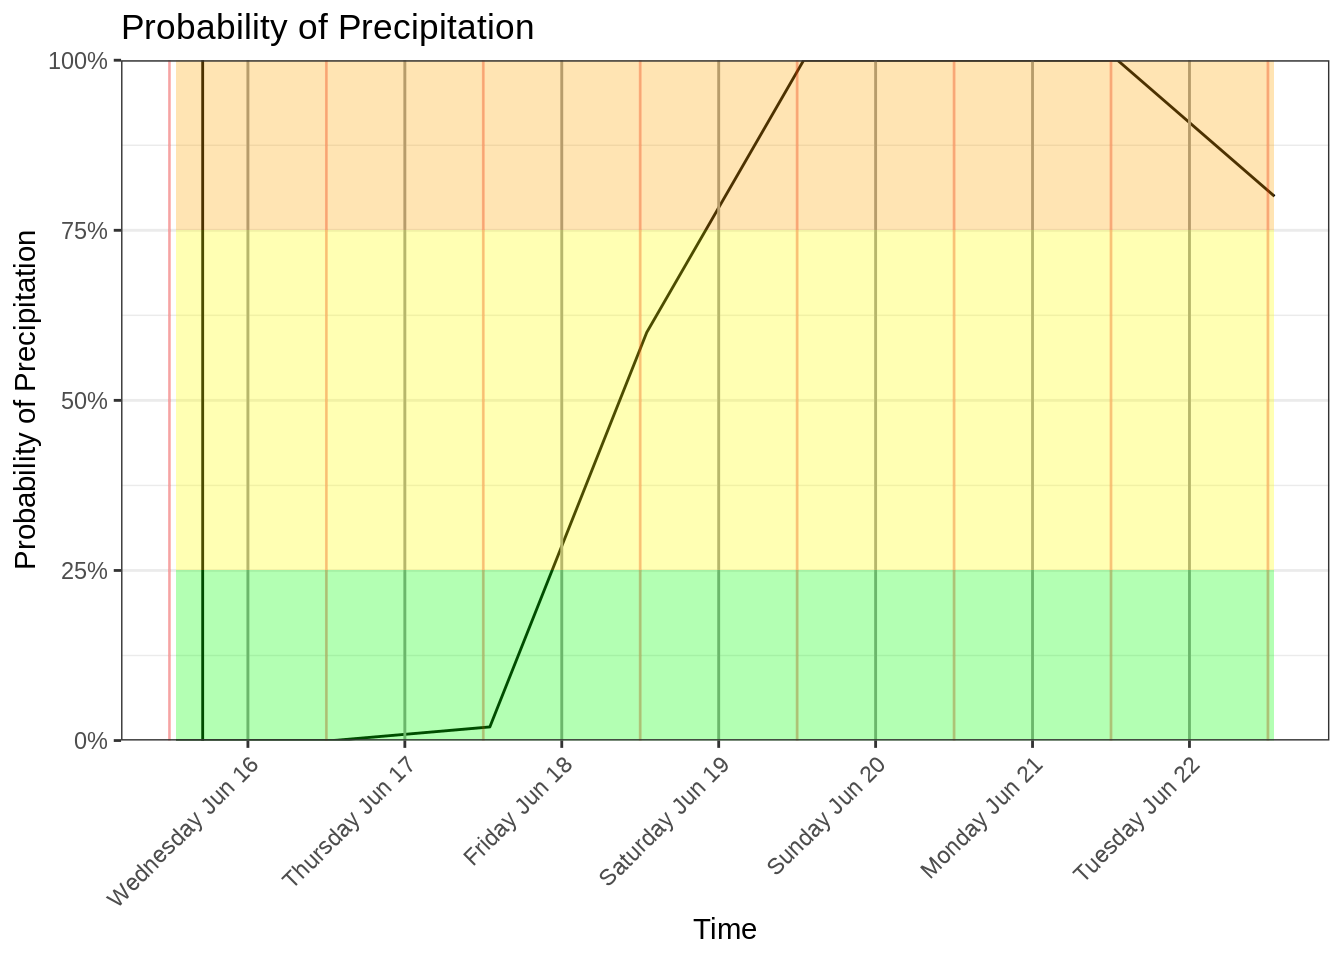 Probability of Precipitation
Probability of Precipitation
100%
75%
50%
25%
0%
Wednesday Jun 16
Thursday Jun 17
Friday Jun 18
Saturday Jun 19
Sunday Jun 20
Monday Jun 21
Tuesday Jun 22
Time